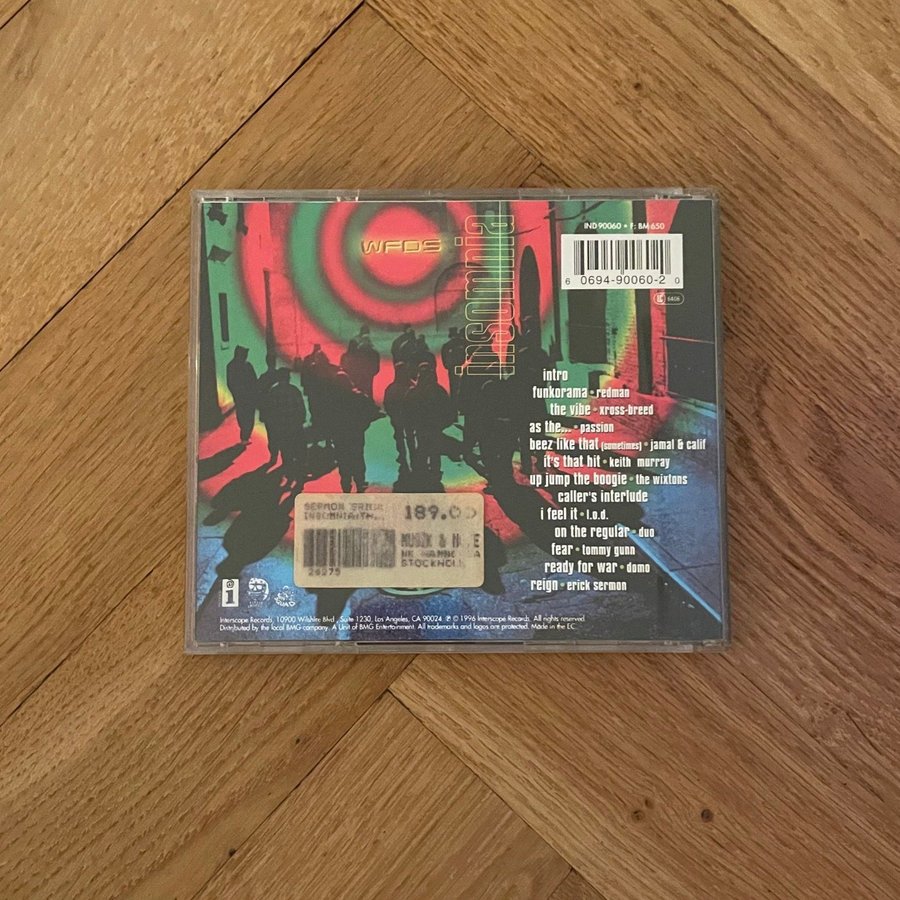 WFDS
insomnia
IND 90060 • F: BM 650
6 0694-90060-2 0
6406
intro
funkorama • redman
the vibe • xross-breed
as the... • passion
beez like that (sometimes) • jamal & calif
it's that hit • keith murray
up jump the boogie • the wixtons
caller's interlude
i feel it • l.o.d.
on the regular • duo
fear • tommy gunn
ready for war • domo
reign • erick sermon
SERMON
189.00
MUSIK &
STOCKHOLM
i
Interscope Records, 10900 Wilshire Blvd., Suite 1230, Los Angeles, CA 90024 ℗ © 1996 Interscope Records. All rights reserved.
Distributed by the local BMG company. A Unit of BMG Entertainment. All trademarks and logos are protected. Made in the EC.